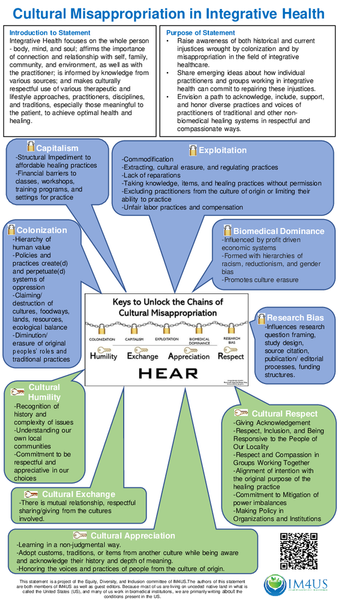 Cultural Misappropriation in Integrative Health
Introduction to Statement
Integrative Health focuses on the whole person
- body, mind, and soul; affirms the importance
of connection and relationship with self, family,
community, and environment, as well as with
the practitioner; is informed by knowledge from
various sources; and makes culturally
respectful use of various therapeutic and
lifestyle approaches, practitioners, disciplines,
and traditions, especially those meaningful to
the patient, to achieve optimal health and
healing.
Purpose of Statement
• Raise awareness of both historical and current
injustices wrought by colonization and by
misappropriation in the field of integrative
healthcare.
• Share emerging ideas about how individual
practitioners and groups working in integrative
health can commit to repairing these injustices.
• Envision a path to acknowledge, include, support,
and honor diverse practices and voices of
practitioners of traditional and other non-
biomedical healing systems in respectful and
compassionate ways.
Capitalism
-Structural Impediment to
affordable healing practices
-Financial barriers to
classes, workshops,
training programs, and
settings for practice
Exploitation
-Commodification
-Extracting, cultural erasure, and regulating practices
-Lack of reparations
-Taking knowledge, items, and healing practices without permission
-Excluding practitioners from the culture of origin or limiting their
ability to practice
-Unfair labor practices and compensation
Colonization
-Hierarchy of
human value
-Policies and
practices create(d)
and perpetuate(d)
systems of
oppression
-Claiming/
destruction of
cultures, foodways,
lands, resources,
ecological balance
-Diminution/
erasure of original
peoples' roles and
traditional practices
Biomedical Dominance
-Influenced by profit driven
economic systems
-Formed with hierarchies of
racism, reductionism, and gender
bias
-Promotes culture erasure
Keys to Unlock the Chains of
Cultural Misappropriation
COLONIZATION CAPITALISM EXPLOITATION BIOMEDICAL DOMINANCE RESEARCH BIAS
Humility Exchange Appreciation Respect
HEAR
Research Bias
-Influences research
question framing,
study design,
source citation,
publication/ editorial
processes, funding
structures.
Cultural
Humility
-Recognition of
history and
complexity of issues
-Understanding our
own local
communities
-Commitment to be
respectful and
appreciative in our
choices
Cultural Respect
-Giving Acknowledgement
-Respect, Inclusion, and Being
Responsive to the People of
Our Locality
-Respect and Compassion in
Groups Working Together
-Alignment of intention with
the original purpose of the
healing practice
-Commitment to Mitigation of
power imbalances
-Making Policy in
Organizations and Institutions
Cultural Exchange
-There is mutual relationship, respectful
sharing/giving from the cultures
involved.
Cultural Appreciation
-Learning in a non-judgmental way.
-Adopt customs, traditions, or items from another culture while being aware
and acknowledge their history and depth of meaning.
-Honoring the voices and practices of people from the culture of origin.
This statement is a project of the Equity, Diversity, and Inclusion committee of IM4US. The authors of this statement
are both members of IM4US as well as guest editors. Because most of us are living on unceded native land in what is
called the United States (US), and many of us work in biomedical institutions, we are primarily writing about the
conditions present in the US.
IM4US